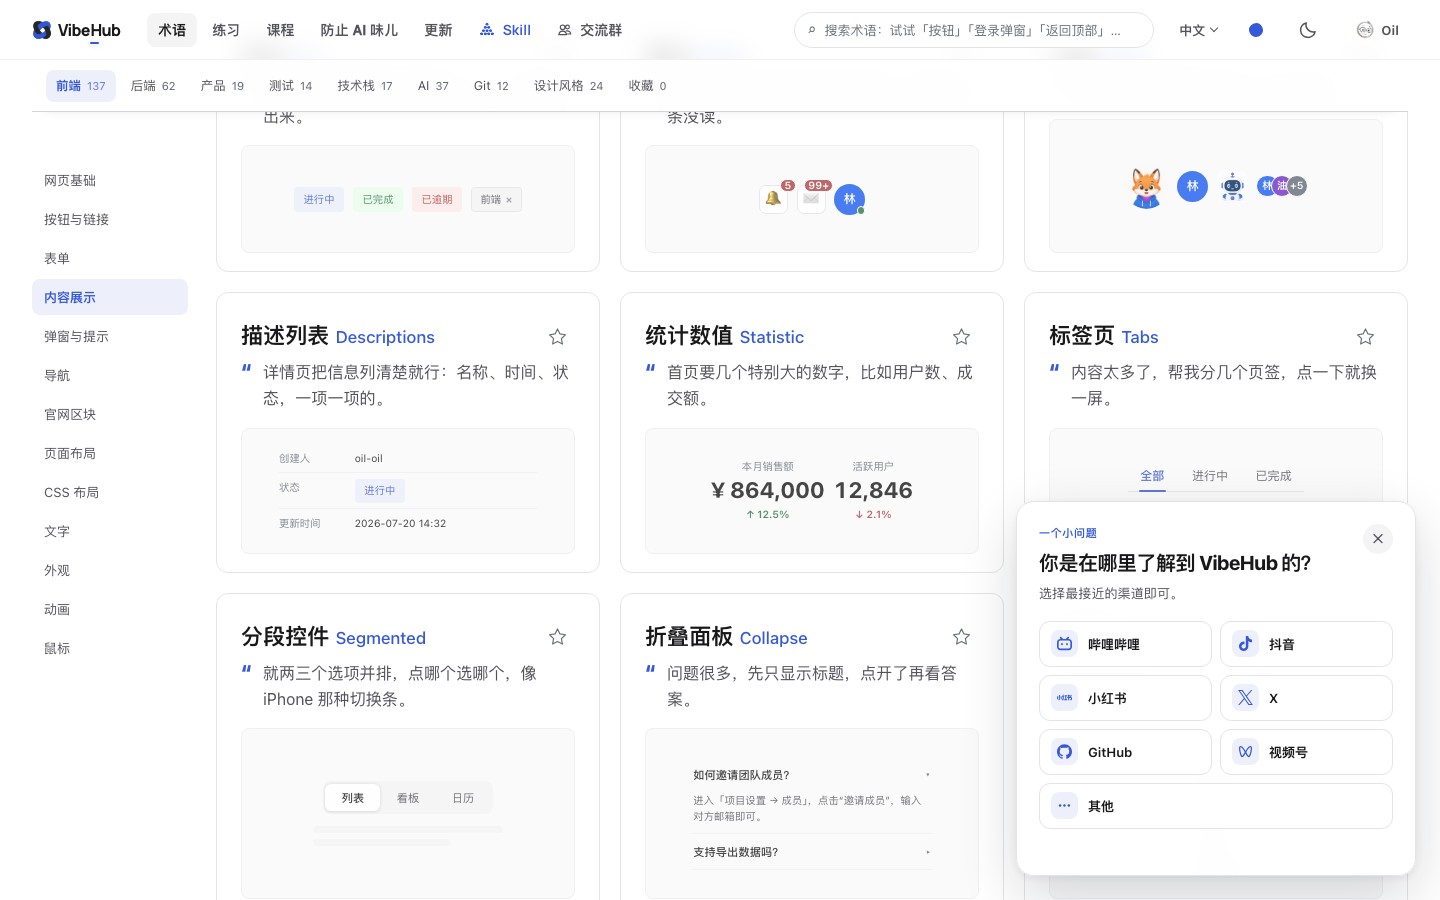 VibeHub
术语
练习
课程
防止 AI 味儿
更新
Skill
交流群
搜索术语：试试「按钮」「登录弹窗」「返回顶部」...
中文
Oil
前端 137
后端 62
产品 19
测试 14
技术栈 17
AI 37
Git 12
设计风格 24
收藏 0
网页基础
按钮与链接
表单
内容展示
弹窗与提示
导航
官网区块
页面布局
CSS 布局
文字
外观
动画
鼠标
出来。
进行中
已完成
已逾期
前端 ×
条没读。
5
99+
林
林
林
油
+5
描述列表 Descriptions
“ 详情页把信息列清楚就行：名称、时间、状
态，一项一项的。
创建人 oil-oil
状态 进行中
更新时间 2026-07-20 14:32
统计数值 Statistic
“ 首页要几个特别大的数字，比如用户数、成
交额。
本月销售额 活跃用户
¥ 864,000 12,846
↑ 12.5% ↓ 2.1%
标签页 Tabs
“ 内容太多了，帮我分几个页签，点一下就换
一屏。
全部 进行中 已完成
分段控件 Segmented
“ 就两三个选项并排，点哪个选哪个，像
iPhone 那种切换条。
列表 看板 日历
折叠面板 Collapse
“ 问题很多，先只显示标题，点开了再看答
案。
如何邀请团队成员?
进入「项目设置 → 成员」，点击“邀请成员”，输入
对方邮箱即可。
支持导出数据吗?
一个小问题
你是在哪里了解到 VibeHub 的?
选择最接近的渠道即可。
哔哩哔哩
抖音
小红书
小红书
X
GitHub
视频号
其他